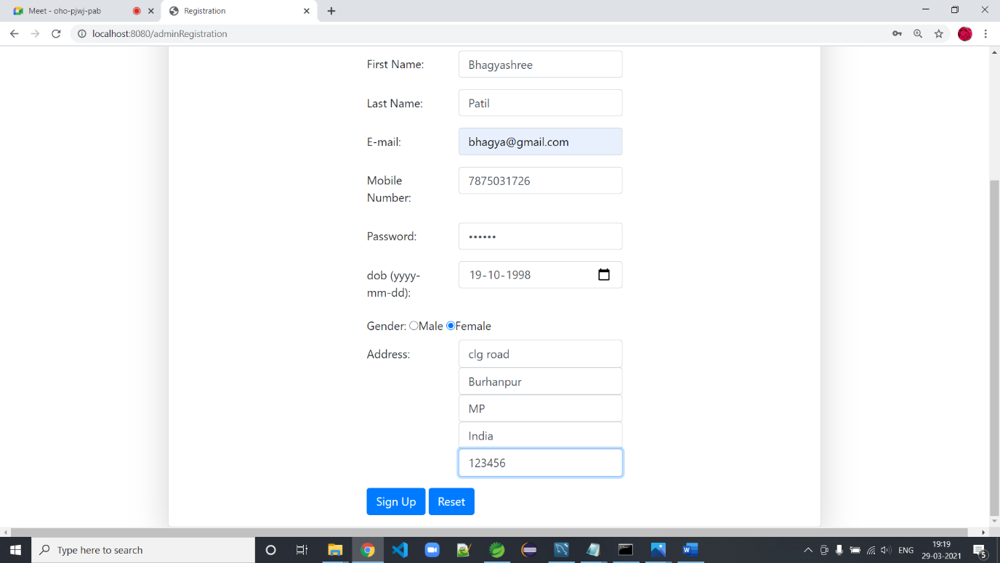 Meet - oho-pjwj-pab
Registration
localhost:8080/adminRegistration
First Name:
Bhagyashree
Last Name:
Patil
E-mail:
bhagya@gmail.com
Mobile
Number:
7875031726
Password:
••••••
dob (yyyy-
mm-dd):
19-10-1998
Gender: Male Female
Address:
clg road
Burhanpur
MP
India
123456
Sign Up Reset
Type here to search
ENG
19:19
29-03-2021
5